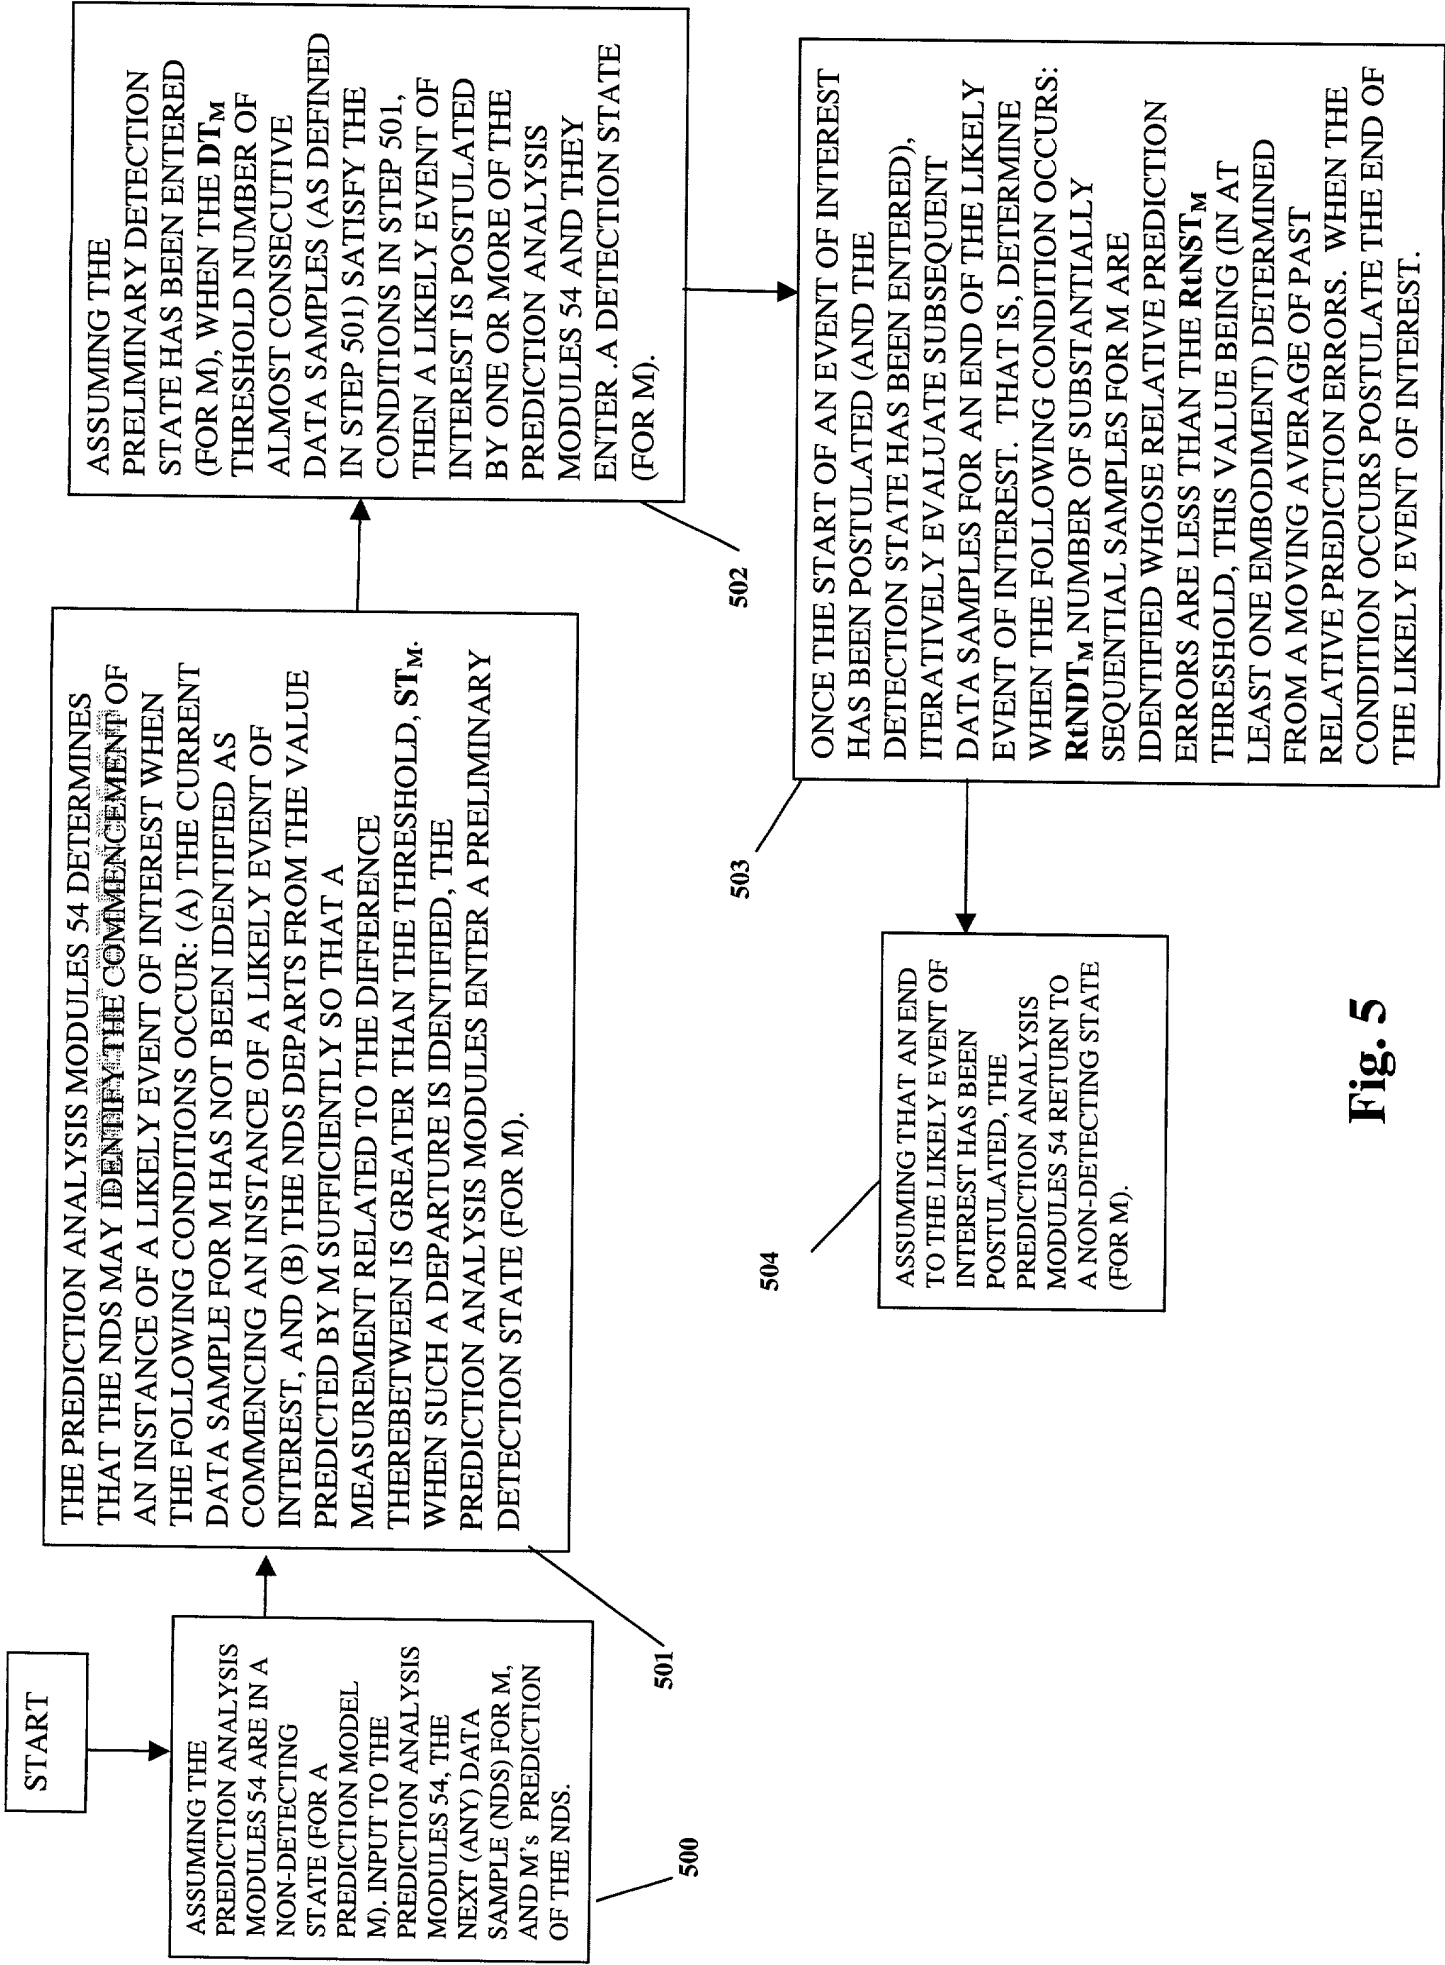 START
ASSUMING THE
PREDICTION ANALYSIS
MODULES 54 ARE IN A
NON-DETECTING
STATE (FOR A
PREDICTION MODEL
M). INPUT TO THE
PREDICTION ANALYSIS
MODULES 54, THE
NEXT (ANY) DATA
SAMPLE (NDS) FOR M,
AND M's PREDICTION
OF THE NDS.
500
THE PREDICTION ANALYSIS MODULES 54 DETERMINES
THAT THE NDS MAY IDENTIFY THE COMMENCEMENT OF
AN INSTANCE OF A LIKELY EVENT OF INTEREST WHEN
THE FOLLOWING CONDITIONS OCCUR: (A) THE CURRENT
DATA SAMPLE FOR M HAS NOT BEEN IDENTIFIED AS
COMMENCING AN INSTANCE OF A LIKELY EVENT OF
INTEREST, AND (B) THE NDS DEPARTS FROM THE VALUE
PREDICTED BY M SUFFICIENTLY SO THAT A
MEASUREMENT RELATED TO THE DIFFERENCE
THEREBETWEEN IS GREATER THAN THE THRESHOLD, STM.
WHEN SUCH A DEPARTURE IS IDENTIFIED, THE
PREDICTION ANALYSIS MODULES ENTER A PRELIMINARY
DETECTION STATE (FOR M).
501
ASSUMING THE
PRELIMINARY DETECTION
STATE HAS BEEN ENTERED
(FOR M), WHEN THE DTM
THRESHOLD NUMBER OF
ALMOST CONSECUTIVE
DATA SAMPLES (AS DEFINED
IN STEP 501) SATISFY THE
CONDITIONS IN STEP 501,
THEN A LIKELY EVENT OF
INTEREST IS POSTULATED
BY ONE OR MORE OF THE
PREDICTION ANALYSIS
MODULES 54 AND THEY
ENTER .A DETECTION STATE
(FOR M).
502
ONCE THE START OF AN EVENT OF INTEREST
HAS BEEN POSTULATED (AND THE
DETECTION STATE HAS BEEN ENTERED),
ITERATIVELY EVALUATE SUBSEQUENT
DATA SAMPLES FOR AN END OF THE LIKELY
EVENT OF INTEREST. THAT IS, DETERMINE
WHEN THE FOLLOWING CONDITION OCCURS:
RtNDTM NUMBER OF SUBSTANTIALLY
SEQUENTIAL SAMPLES FOR M ARE
IDENTIFIED WHOSE RELATIVE PREDICTION
ERRORS ARE LESS THAN THE RtNSTM
THRESHOLD, THIS VALUE BEING (IN AT
LEAST ONE EMBODIMENT) DETERMINED
FROM A MOVING AVERAGE OF PAST
RELATIVE PREDICTION ERRORS. WHEN THE
CONDITION OCCURS POSTULATE THE END OF
THE LIKELY EVENT OF INTEREST.
503
ASSUMING THAT AN END
TO THE LIKELY EVENT OF
INTEREST HAS BEEN
POSTULATED, THE
PREDICTION ANALYSIS
MODULES 54 RETURN TO
A NON-DETECTING STATE
(FOR M).
504
Fig. 5